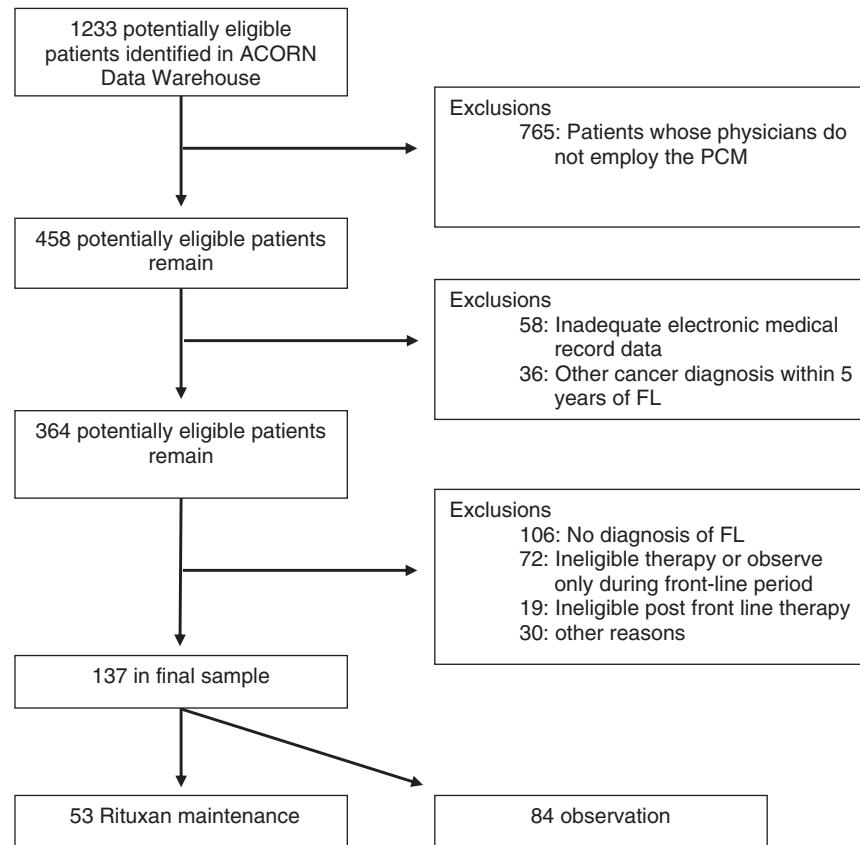 1233 potentially eligible
patients identified in ACORN
Data Warehouse
Exclusions
765: Patients whose physicians do
not employ the PCM
458 potentially eligible patients
remain
Exclusions
58: Inadequate electronic medical
record data
36: Other cancer diagnosis within 5
years of FL
364 potentially eligible patients
remain
Exclusions
106: No diagnosis of FL
72: Ineligible therapy or observe
only during front-line period
19: Ineligible post front line therapy
30: other reasons
137 in final sample
53 Rituxan maintenance
84 observation